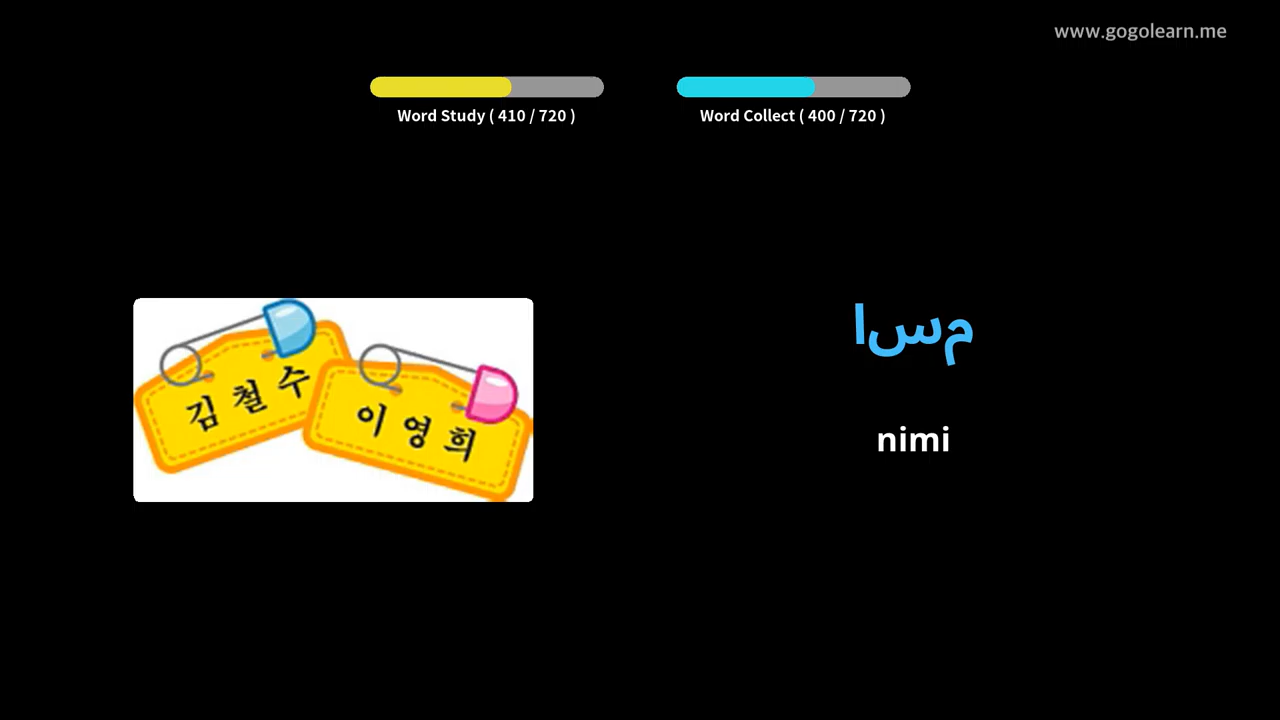 www.gogolearn.me
Word Study ( 410 / 720 )
Word Collect ( 400 / 720 )
김철수
이영희
اسم
nimi